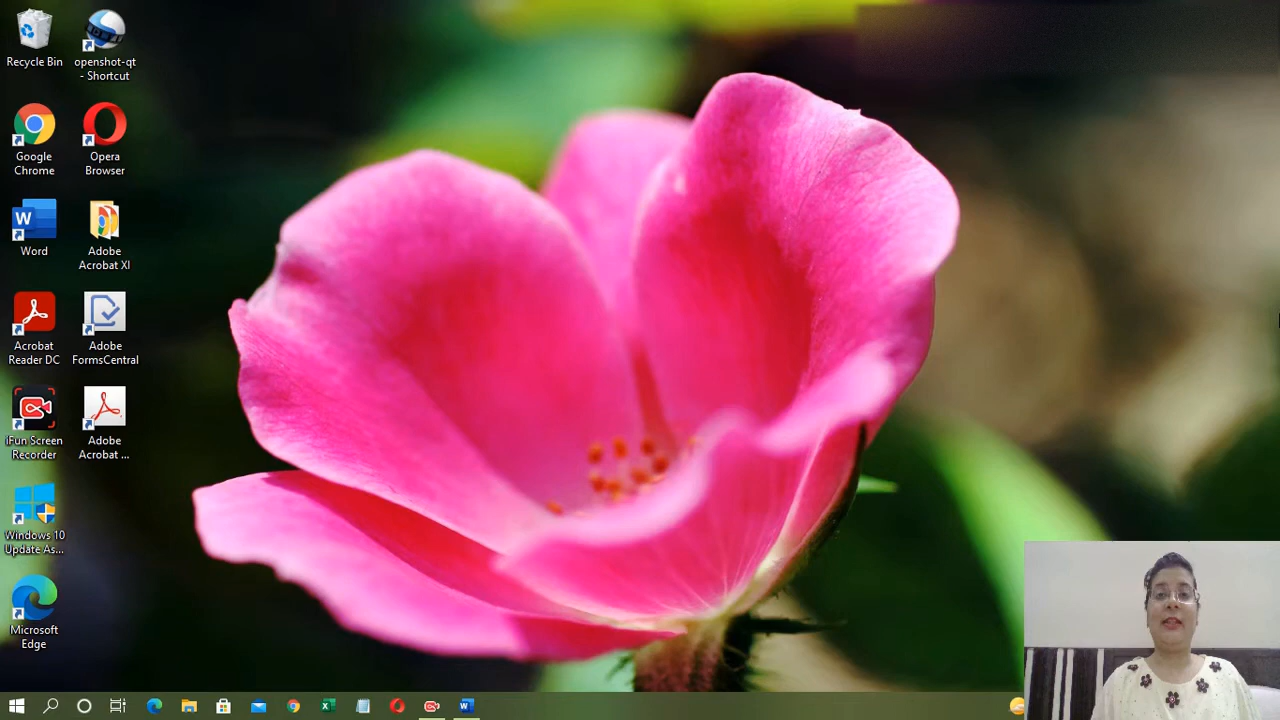 Recycle Bin
openshot-qt
- Shortcut
Google
Chrome
Opera
Browser
Word
Adobe
Acrobat XI
Acrobat
Reader DC
Adobe
FormsCentral
iFun Screen
Recorder
Adobe
Acrobat ...
Windows 10
Update As...
Microsoft
Edge